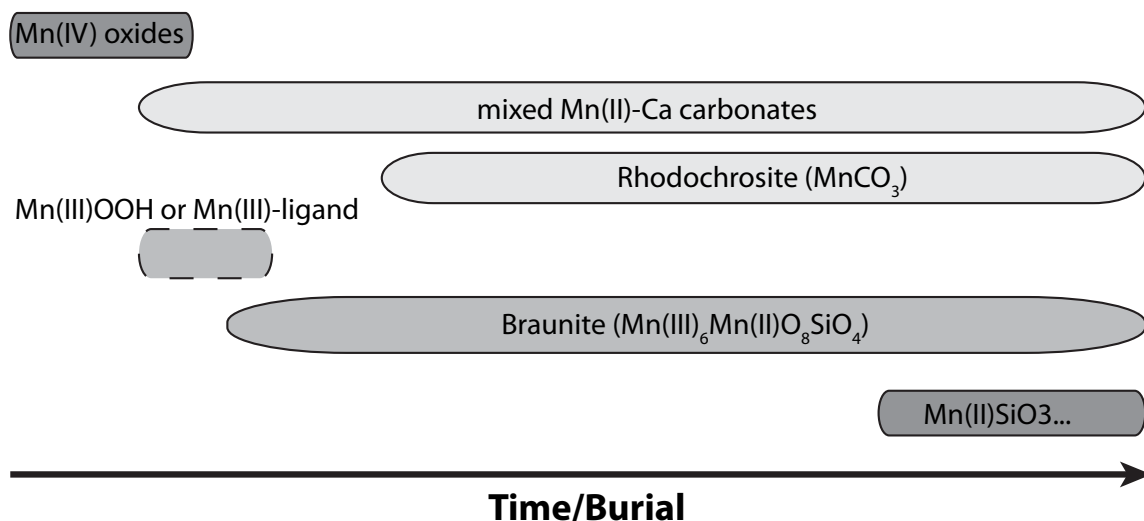 Mn(IV) oxides
mixed Mn(II)-Ca carbonates
Rhodochrosite (MnCO₃)
Mn(III)OOH or Mn(III)-ligand
Braunite (Mn(III)₆Mn(II)O₈SiO₄)
Mn(II)SiO3...
Time/Burial